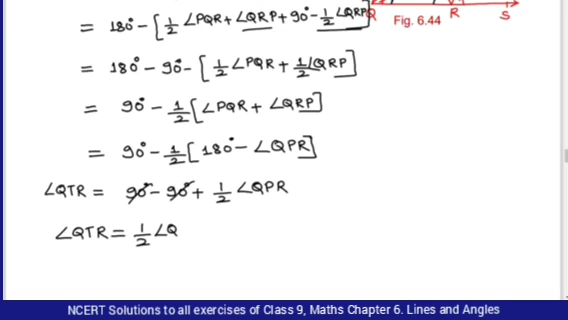 = 180° - [1/2 ∠PQR + ∠QRP + 90° - 1/2 ∠QRP]
Q R S
Fig. 6.44
= 180° - 90° - [1/2 ∠PQR + 1/2 ∠QRP]
= 90° - 1/2 [∠PQR + ∠QRP]
= 90° - 1/2 [180° - ∠QPR]
∠QTR = 90° - 90° + 1/2 ∠QPR
∠QTR = 1/2 ∠Q
NCERT Solutions to all exercises of Class 9, Maths Chapter 6. Lines and Angles